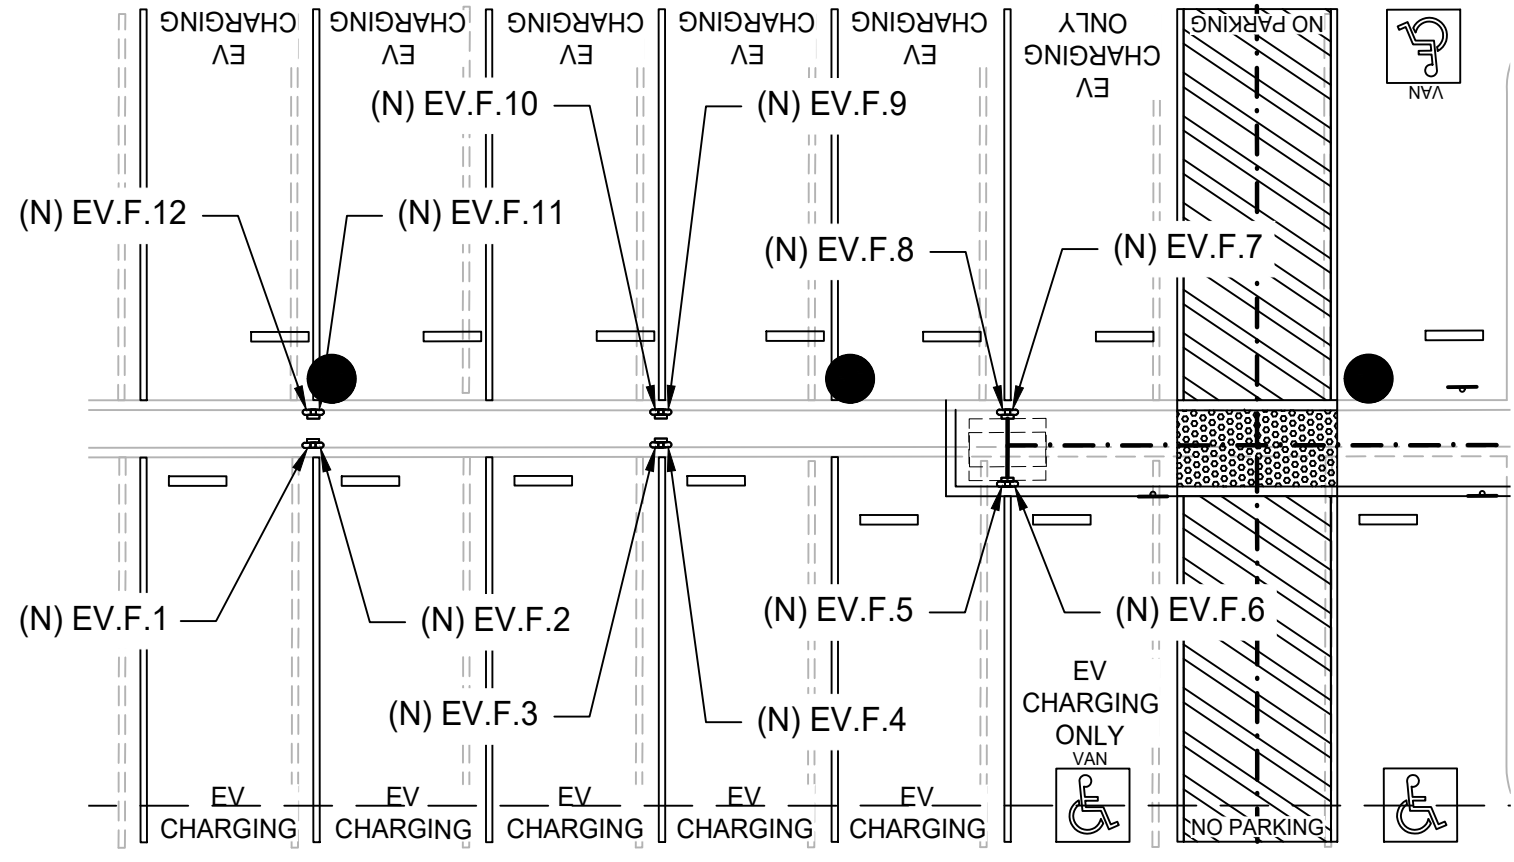 CHARGING
EV
CHARGING
EV
CHARGING
EV
CHARGING
EV
CHARGING
EV
ONLY
CHARGING
EV
NO PARKING
VAN
(N) EV.F.10
(N) EV.F.9
(N) EV.F.12
(N) EV.F.11
(N) EV.F.8
(N) EV.F.7
(N) EV.F.1
(N) EV.F.2
(N) EV.F.5
(N) EV.F.6
(N) EV.F.3
(N) EV.F.4
EV
CHARGING
ONLY
VAN
EV
CHARGING
EV
CHARGING
EV
CHARGING
EV
CHARGING
EV
CHARGING
NO PARKING